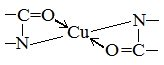 —C=O N—
Cu
—N O=C—